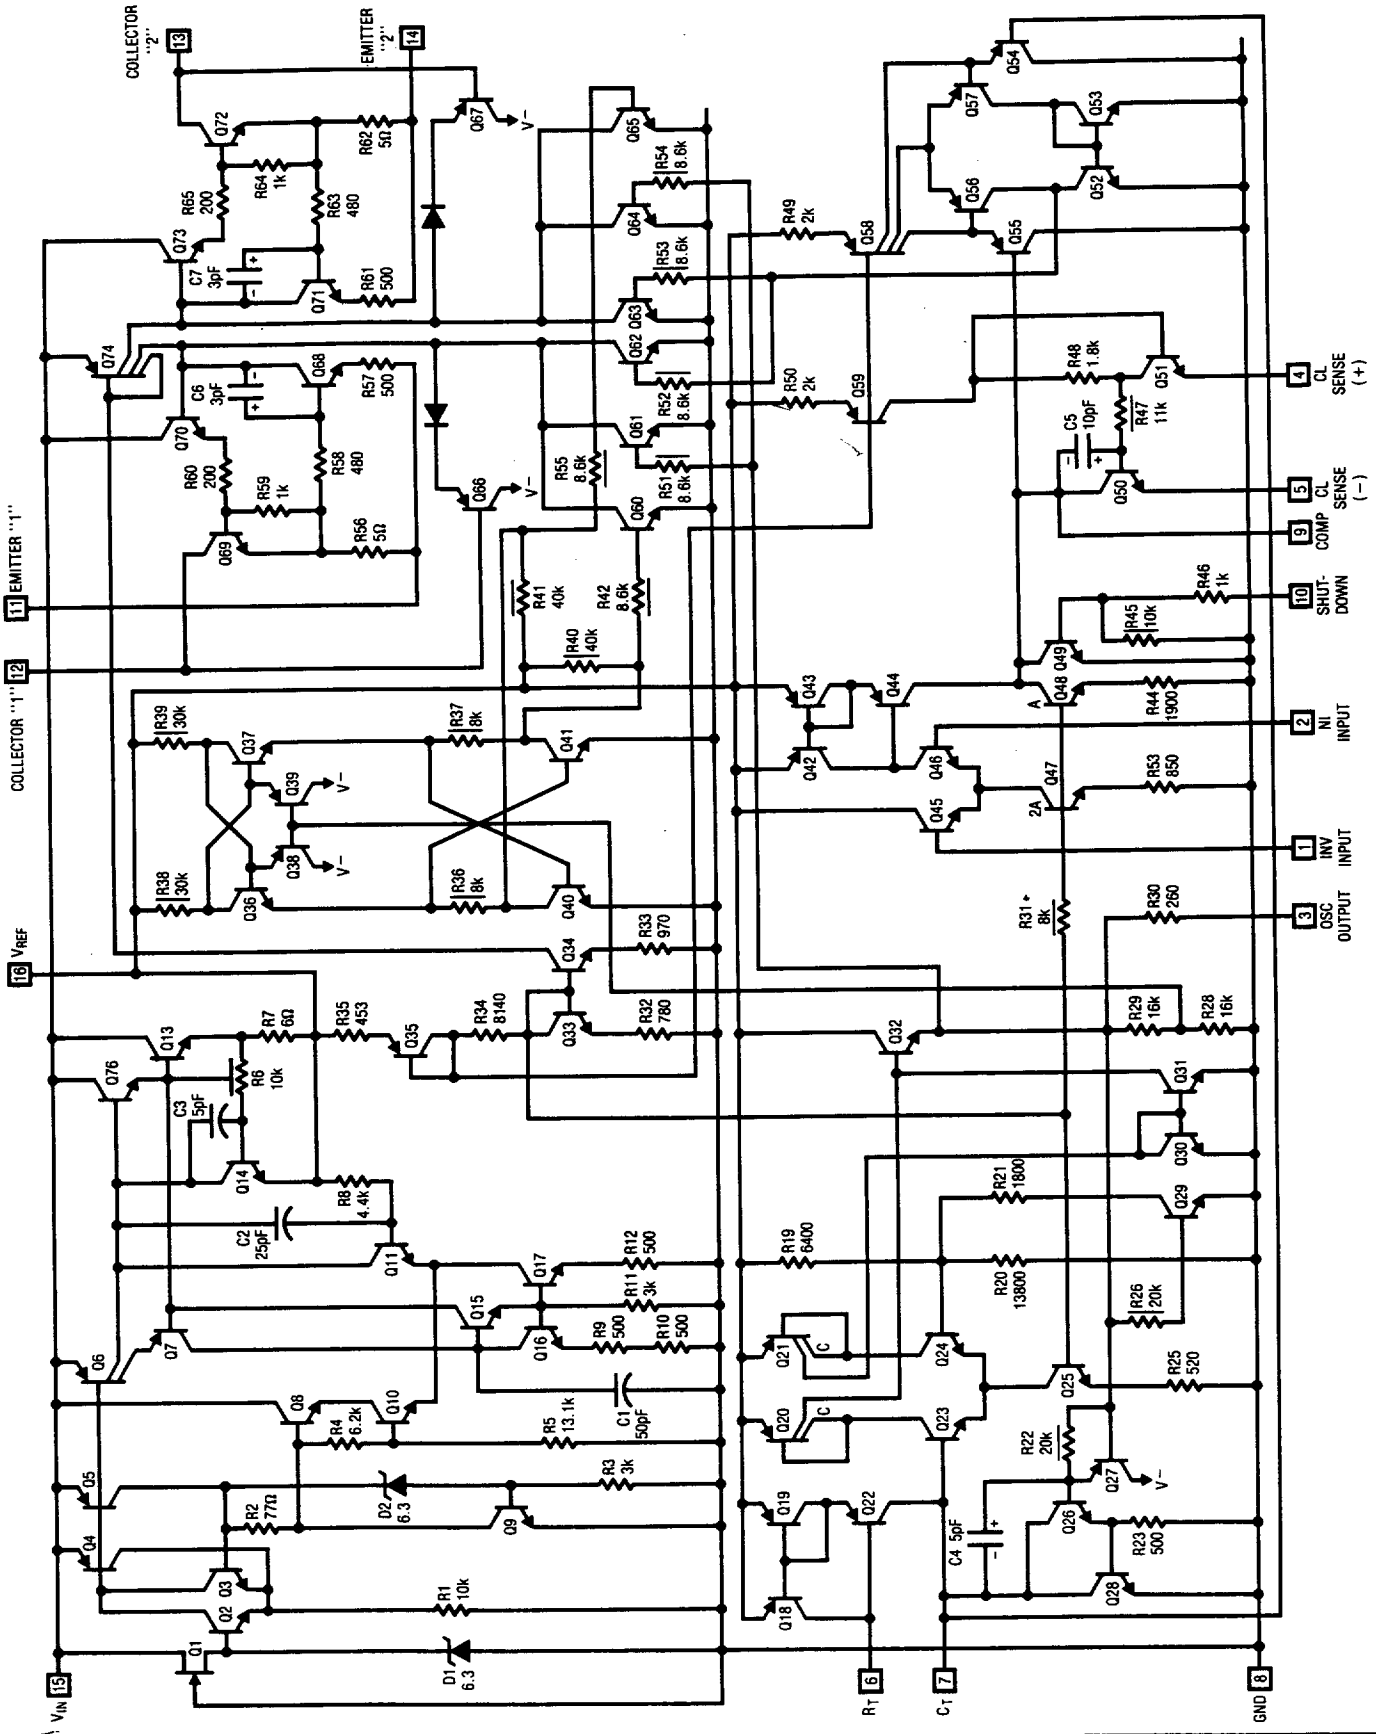 COLLECTOR
"2"
13
EMITTER
"2"
14
Q72
R62
5Ω
Q67
V−
R65
200
R64
1k
R63
480
Q73
C7
3pF
+
−
Q71
R61
500
Q74
C6
3pF
−
+
Q68
R57
500
Q70
R60
200
R59
1k
R58
480
Q69
R56
5Ω
Q66
V−
11
EMITTER "1"
12
COLLECTOR "1"
Q65
R54
8.6k
Q64
R53
8.6k
Q63
Q62
R52
8.6k
Q61
R55
8.6k
R51
8.6k
Q60
R41
40k
R42
8.6k
R40
40k
R39
30k
Q37
Q39
V−
Q38
V−
R38
30k
Q36
R37
8k
Q41
R36
8k
Q40
16
VREF
Q34
R33
970
R35
453
R34
8140
Q35
Q33
R32
780
Q13
R7
6Ω
Q76
R6
10k
C3
5pF
Q14
R8
4.4k
C2
25pF
Q11
Q17
R12
500
R11
3k
Q15
Q7
Q16
R9
500
R10
500
Q6
Q8
Q10
C1
50pF
R4
6.2k
R5
13.1k
Q5
Q4
R2
77Ω
D2
6.3
R3
3k
Q9
Q3
Q2
R1
10k
Q1
D1
6.3
15
VIN
Q54
Q57
Q53
Q56
Q52
R49
2k
Q58
Q55
R50
2k
Q59
R48
1.8k
Q51
4
CL
SENSE
(+)
C5
10pF
−
+
R47
11k
Q50
5
CL
SENSE
(−)
9
COMP
R46
1k
10
SHUT-
DOWN
R45
10k
Q49
Q43
Q44
A
Q48
R44
1900
Q42
Q46
2
NI
INPUT
2A
Q47
R53
850
Q45
1
INV
INPUT
R31+
8k
R30
260
3
OSC
OUTPUT
Q32
R29
16k
R28
16k
Q31
Q30
R21
1800
Q29
R19
6400
R20
13800
R26
20k
Q21
C
Q24
Q20
C
Q23
Q25
R25
520
R22
20k
Q27
V−
Q19
Q22
C4 5pF
+
−
Q26
R23
500
Q18
Q28
RT
6
CT
7
GND
8